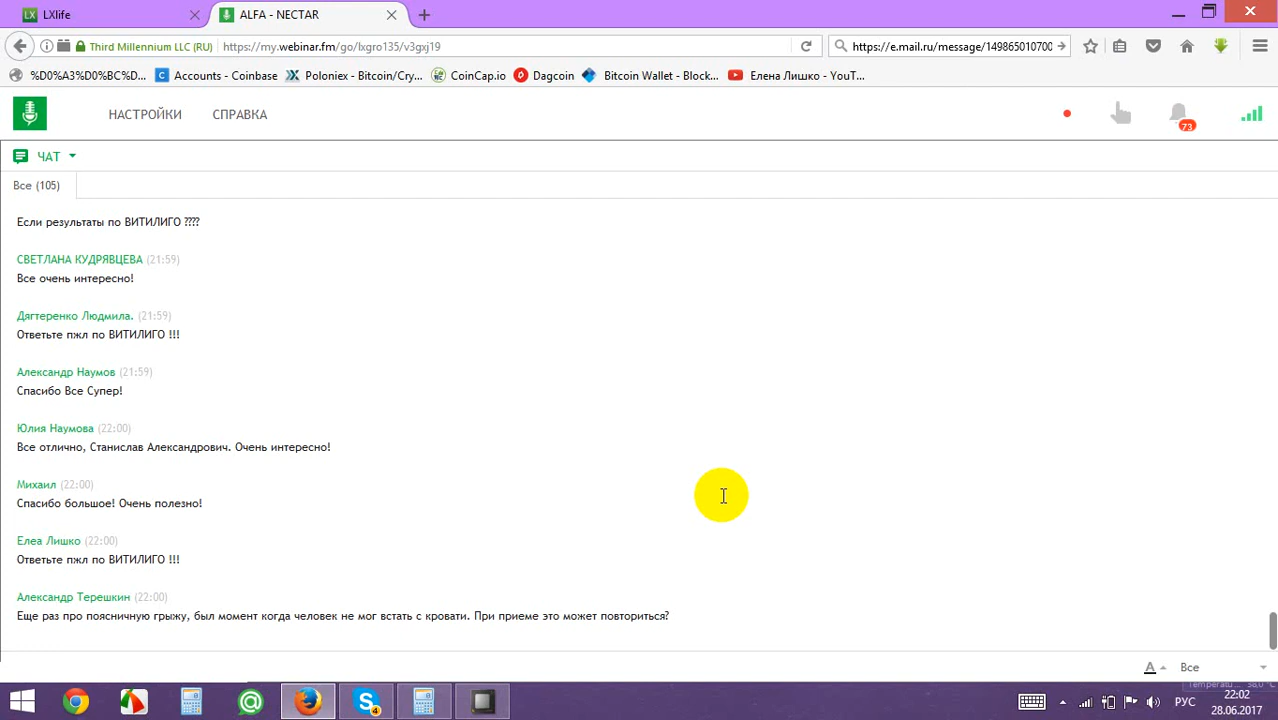 LXlife
ALFA - NECTAR
Third Millennium LLC (RU)
https://my.webinar.fm/go/lxgro135/v3gxj19
https://e.mail.ru/message/149865010700
%D0%A3%D0%BC%D...
Accounts - Coinbase
Poloniex - Bitcoin/Cry...
CoinCap.io
Dagcoin
Bitcoin Wallet - Block...
Елена Лишко - YouT...
НАСТРОЙКИ
СПРАВКА
73
ЧАТ
Все (105)
Если результаты по ВИТИЛИГО ????
СВЕТЛАНА КУДРЯВЦЕВА (21:59)
Все очень интересно!
Дягтеренко Людмила. (21:59)
Ответьте пжл по ВИТИЛИГО !!!
Александр Наумов (21:59)
Спасибо Все Супер!
Юлия Наумова (22:00)
Все отлично, Станислав Александрович. Очень интересно!
Михаил (22:00)
Спасибо большое! Очень полезно!
Елеа Лишко (22:00)
Ответьте пжл по ВИТИЛИГО !!!
Александр Терешкин (22:00)
Еще раз про поясничную грыжу, был момент когда человек не мог встать с кровати. При приеме это может повториться?
А
Все
4
РУС
22:02
28.06.2017